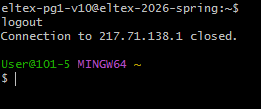 eltex-pg1-v10@eltex-2026-spring:~$
logout
Connection to 217.71.138.1 closed.
User@101-5 MINGW64 ~
$